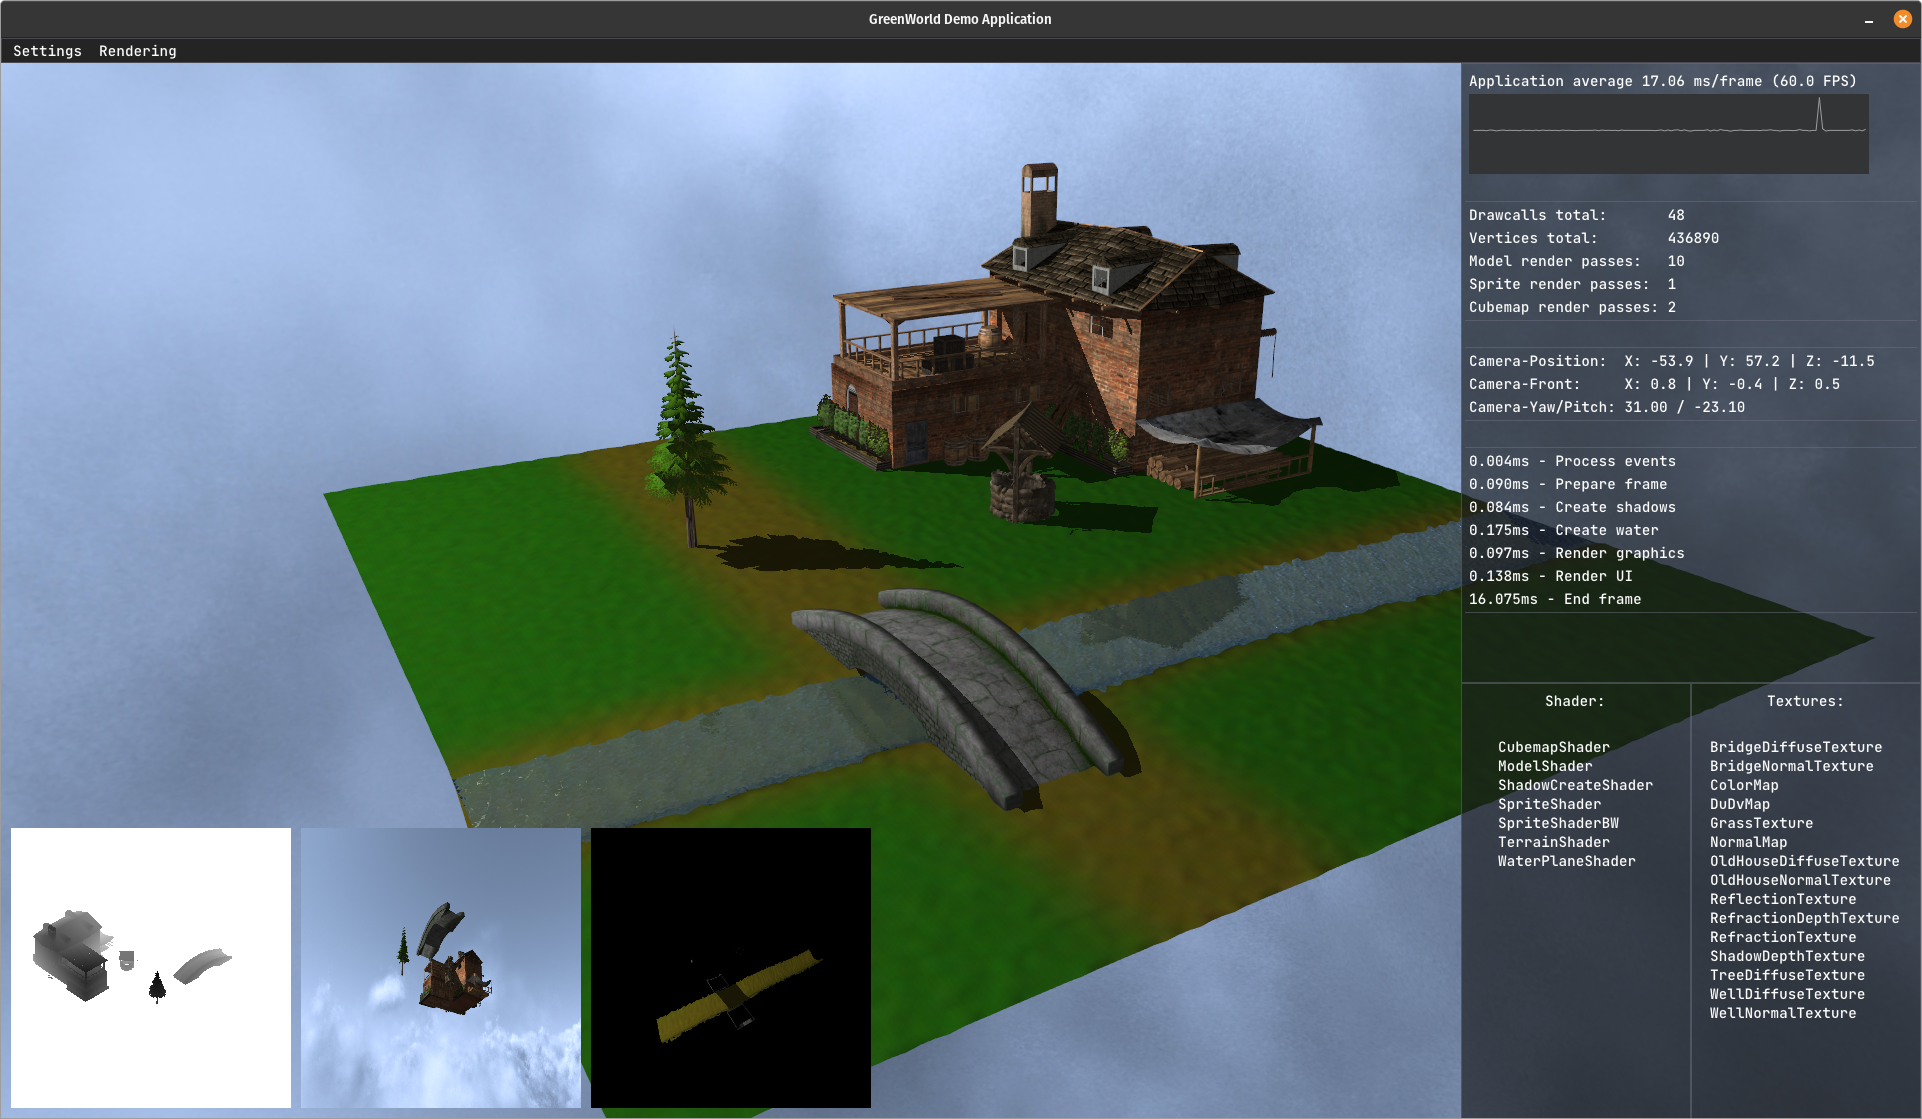 GreenWorld Demo Application
Settings Rendering
Application average 17.06 ms/frame (60.0 FPS)
Drawcalls total: 48
Vertices total: 436890
Model render passes: 10
Sprite render passes: 1
Cubemap render passes: 2
Camera-Position: X: -53.9 | Y: 57.2 | Z: -11.5
Camera-Front: X: 0.8 | Y: -0.4 | Z: 0.5
Camera-Yaw/Pitch: 31.00 / -23.10
0.004ms - Process events
0.090ms - Prepare frame
0.084ms - Create shadows
0.175ms - Create water
0.097ms - Render graphics
0.138ms - Render UI
16.075ms - End frame
Shader:
CubemapShader
ModelShader
ShadowCreateShader
SpriteShader
SpriteShaderBW
TerrainShader
WaterPlaneShader
Textures:
BridgeDiffuseTexture
BridgeNormalTexture
ColorMap
DuDvMap
GrassTexture
NormalMap
OldHouseDiffuseTexture
OldHouseNormalTexture
ReflectionTexture
RefractionDepthTexture
RefractionTexture
ShadowDepthTexture
TreeDiffuseTexture
WellDiffuseTexture
WellNormalTexture